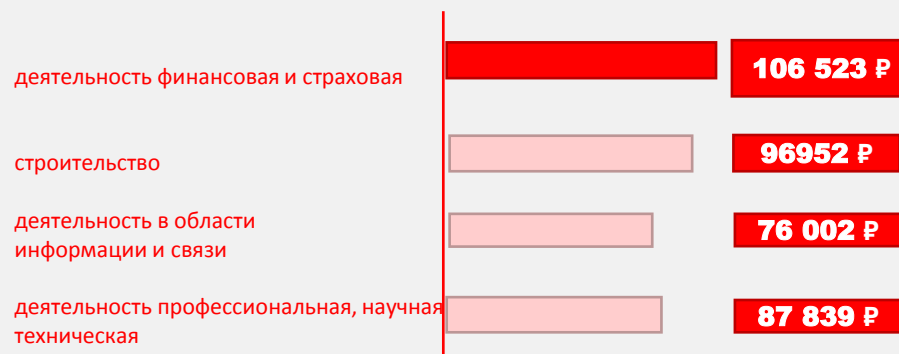 деятельность финансовая и страховая
106 523 ₽
строительство
96952 ₽
деятельность в области
информации и связи
76 002 ₽
деятельность профессиональная, научная
техническая
87 839 ₽